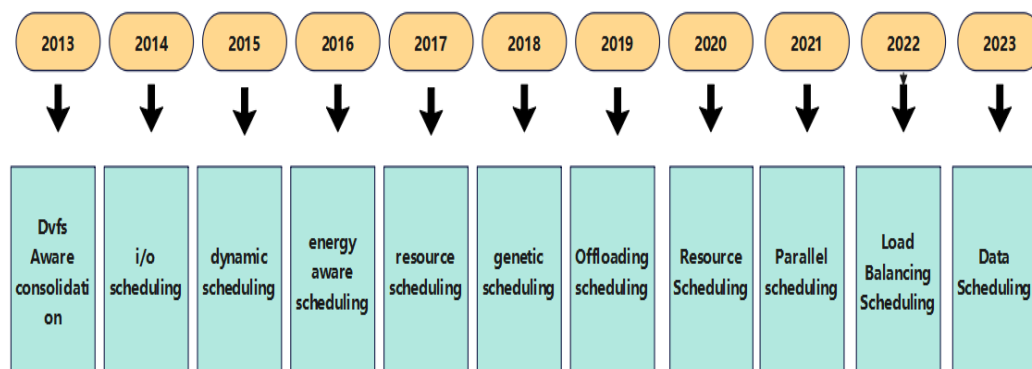 2013
2014
2015
2016
2017
2018
2019
2020
2021
2022
2023
Dvfs
Aware
consolidati
on
i/o
scheduling
dynamic
scheduling
energy
aware
scheduling
resource
scheduling
genetic
scheduling
Offloading
scheduling
Resource
Scheduling
Parallel
scheduling
Load
Balancing
Scheduling
Data
Scheduling